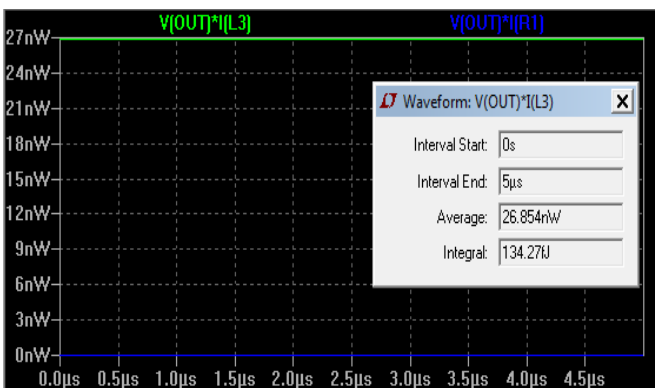 V(OUT)*I(L3) V(OUT)*I(R1)
27nW
24nW
21nW
18nW
15nW
12nW
9nW
6nW
3nW
0nW
Waveform: V(OUT)*I(L3)
Interval Start: 0s
Interval End: 5µs
Average: 26.854nW
Integral: 134.27fJ
0.0µs 0.5µs 1.0µs 1.5µs 2.0µs 2.5µs 3.0µs 3.5µs 4.0µs 4.5µs